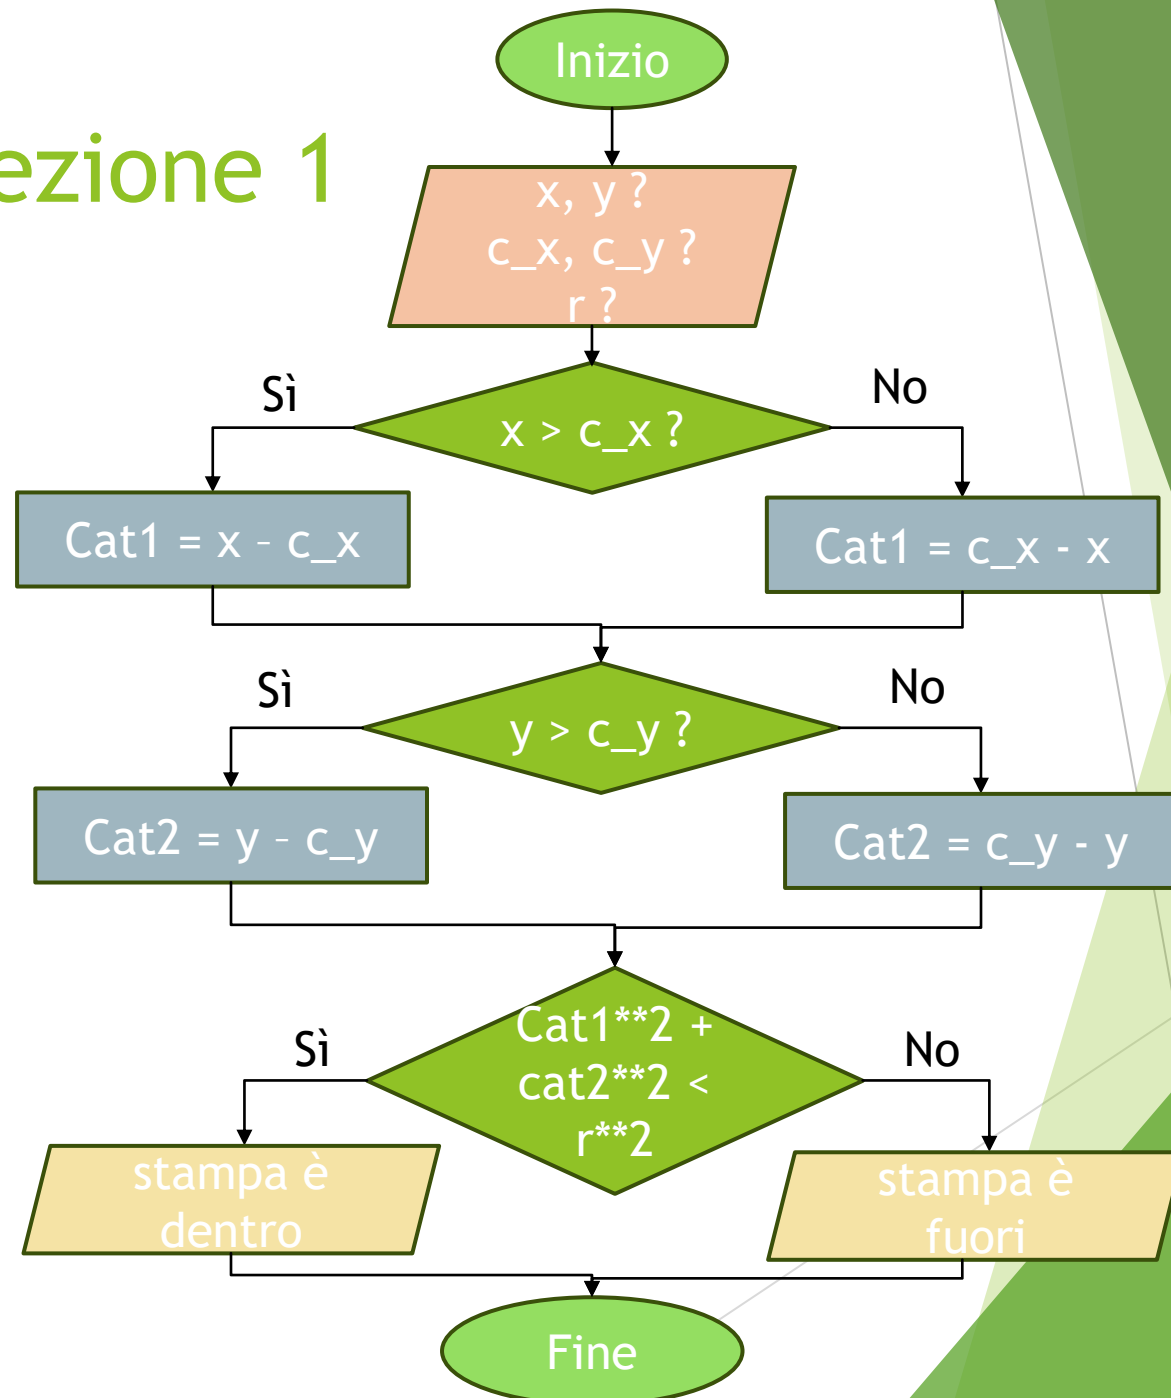 Inizio
ezione 1
x, y ?
c_x, c_y ?
r ?
Sì
No
x > c_x ?
Cat1 = x – c_x
Cat1 = c_x - x
Sì
No
y > c_y ?
Cat2 = y – c_y
Cat2 = c_y - y
Sì
No
Cat1**2 +
cat2**2 <
r**2
stampa è
dentro
stampa è
fuori
Fine